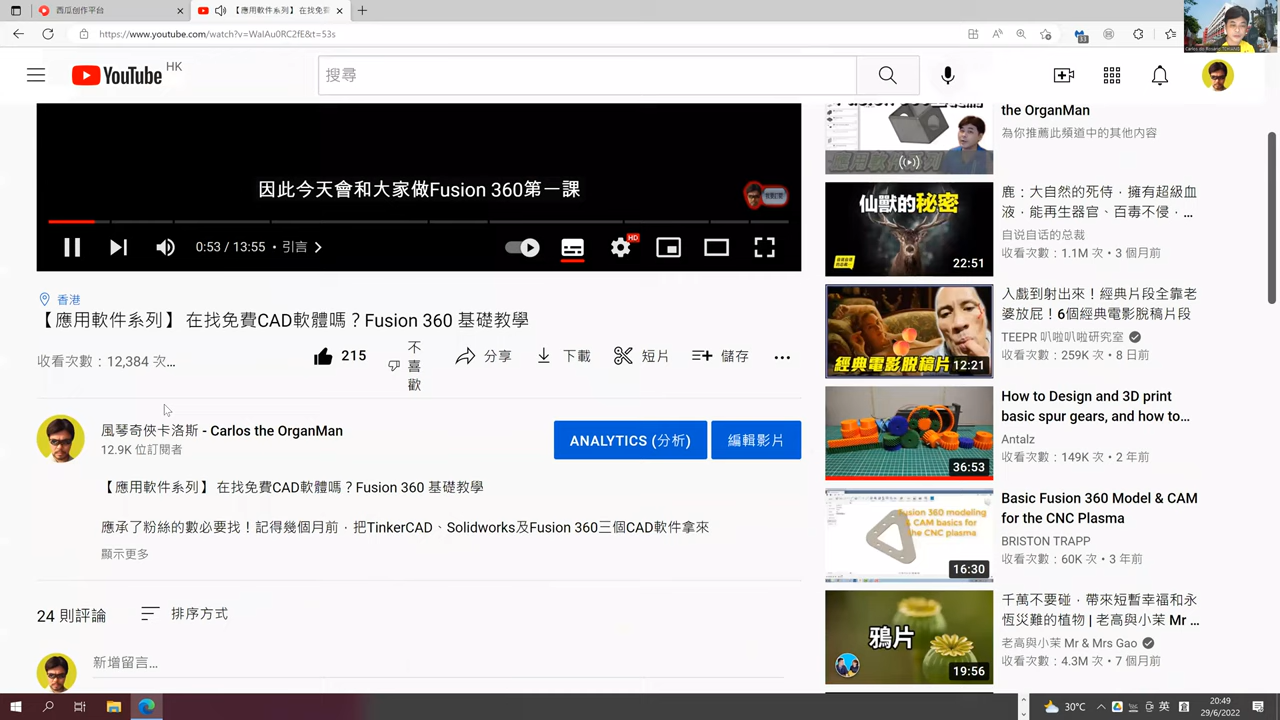 西瓜创作平台
【應用軟件系列】在找免費
https://www.youtube.com/watch?v=WaIAu0RC2fE&t=53s
Carlos do Rosario TCHIANG
YouTube HK
搜尋
因此今天會和大家做Fusion 360第一課
0:53 / 13:55 • 引言
HD
香港
【應用軟件系列】在找免費CAD軟體嗎？Fusion 360 基礎教學
收看次數：12,384 次
215
不喜歡
分享
下載
短片
儲存
風琴奇俠卡洛斯 - Carlos the OrganMan
12.9K 位訂閱者
ANALYTICS (分析)
編輯影片
【應用軟件系列】在找免費CAD軟體嗎？Fusion 360 基礎教學
把TinkerCAD、Solidworks及Fusion 360三個CAD軟件拿來
顯示更多
24 則評論
排序方式
新增留言...
the OrganMan
為你推薦此頻道中的其他內容
仙獸的秘密
22:51
鹿：大自然的死侍，擁有超級血
液，能再生器官、百毒不侵，...
自说自话的总裁
收看次數：1.1M 次 • 3 個月前
經典電影脫稿片
12:21
入戲到射出來！經典片段全靠老
婆放屁！6個經典電影脫稿片段
TEEPR 叭啦叭啦研究室
收看次數：259K 次 • 8 日前
36:53
How to Design and 3D print
basic spur gears, and how to...
Antalz
收看次數：149K 次 • 2 年前
Fusion 360 modeling
& CAM basics for
the CNC plasma
16:30
Basic Fusion 360 Model & CAM
for the CNC Plasma
BRISTON TRAPP
收看次數：60K 次 • 3 年前
鴉片
19:56
千萬不要碰，帶來短暫幸福和永
恆災難的植物 | 老高與小茉 Mr ...
老高與小茉 Mr & Mrs Gao
收看次數：4.3M 次 • 7 個月前
30°C
英
20:49
29/6/2022